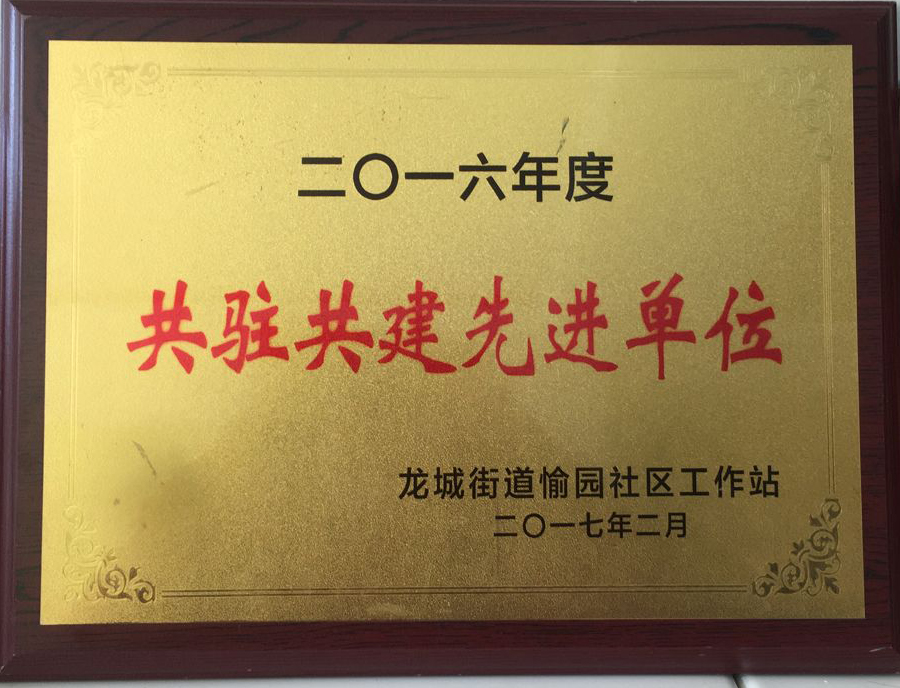 二〇一六年度
共驻共建先进单位
龙城街道愉园社区工作站
二〇一七年二月